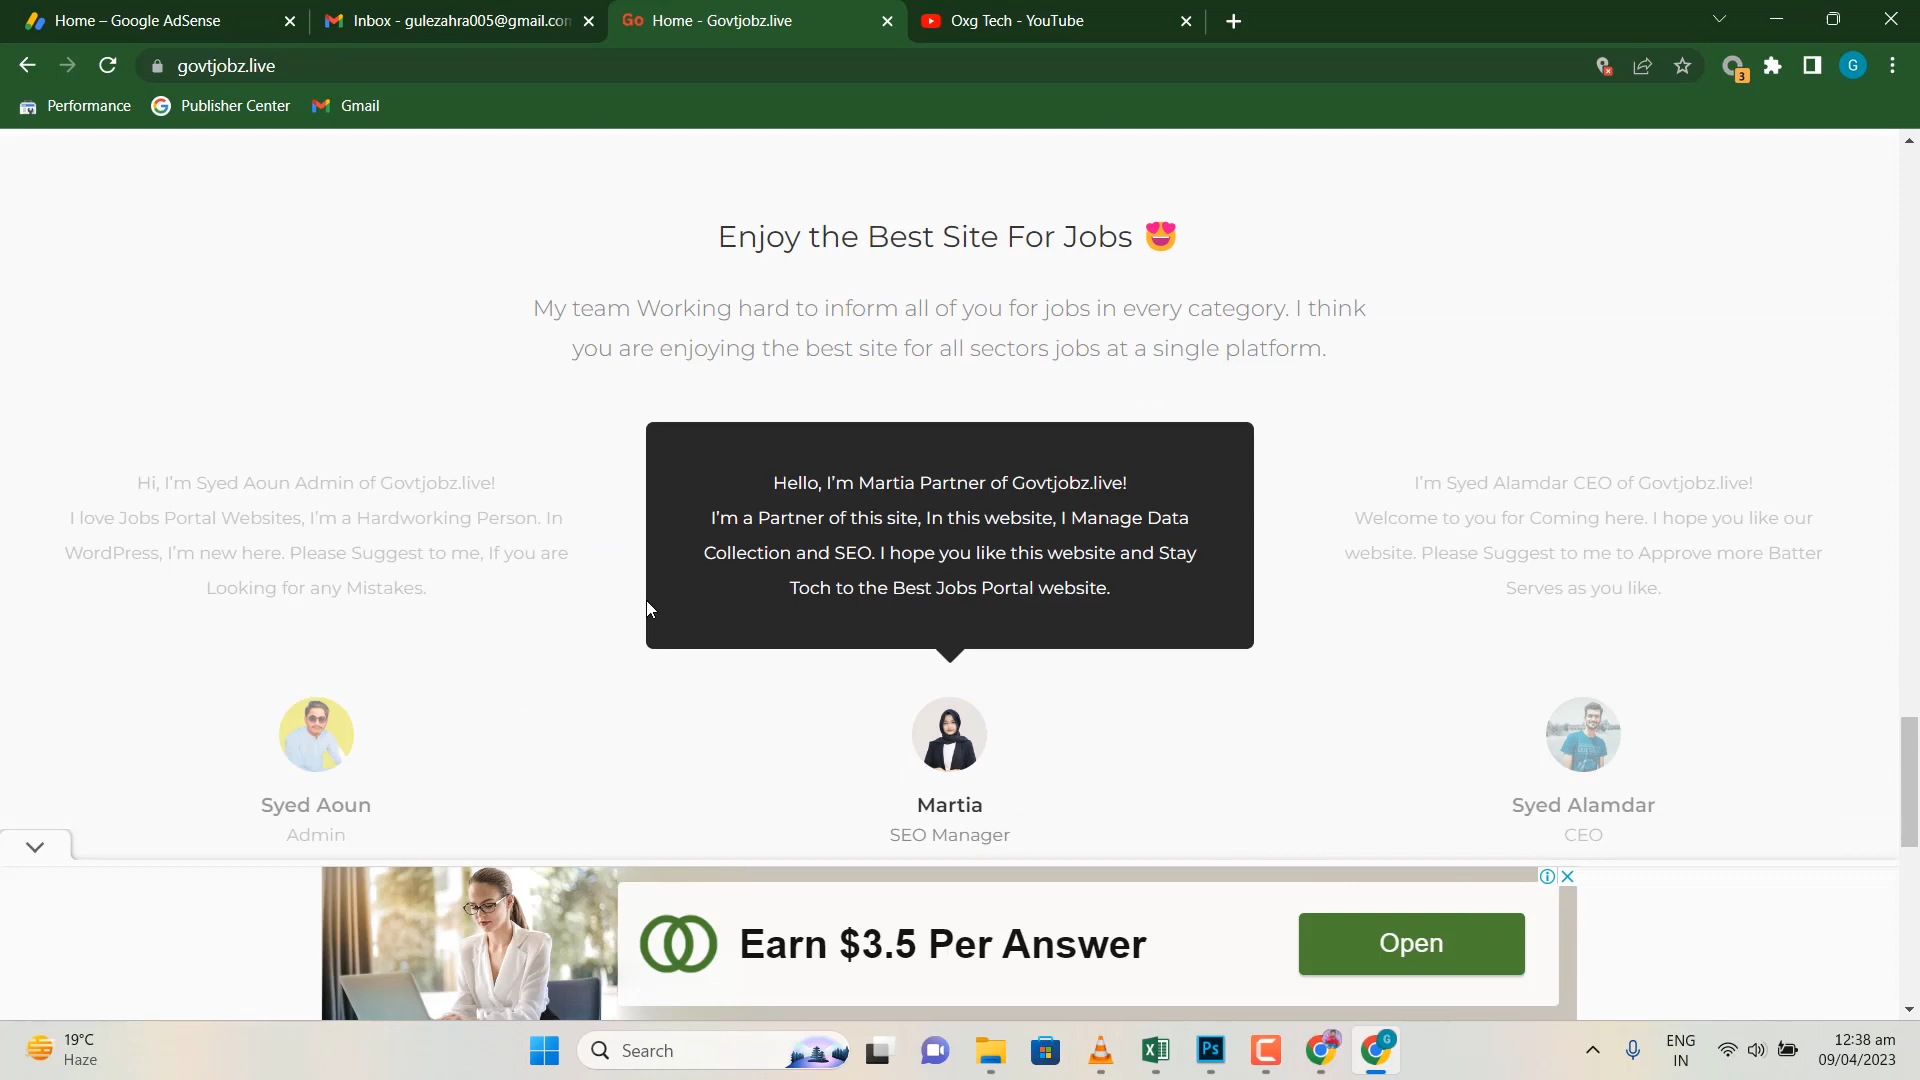 Home – Google AdSense
Inbox - gulezahra005@gmail.con
Go Home - Govtjobz.live
Oxg Tech - YouTube
govtjobz.live
3
G
Performance
Publisher Center
Gmail
Enjoy the Best Site For Jobs 😍
My team Working hard to inform all of you for jobs in every category. I think
you are enjoying the best site for all sectors jobs at a single platform.
Hi, I'm Syed Aoun Admin of Govtjobz.live!
I love Jobs Portal Websites, I'm a Hardworking Person. In
WordPress, I'm new here. Please Suggest to me, If you are
Looking for any Mistakes.
Syed Aoun
Admin
Hello, I'm Martia Partner of Govtjobz.live!
I'm a Partner of this site, In this website, I Manage Data
Collection and SEO. I hope you like this website and Stay
Toch to the Best Jobs Portal website.
Martia
SEO Manager
I'm Syed Alamdar CEO of Govtjobz.live!
Welcome to you for Coming here. I hope you like our
website. Please Suggest to me to Approve more Batter
Serves as you like.
Syed Alamdar
CEO
Earn $3.5 Per Answer
Open
19°C
Haze
Search
Ps
G
ENG
IN
12:38 am
09/04/2023